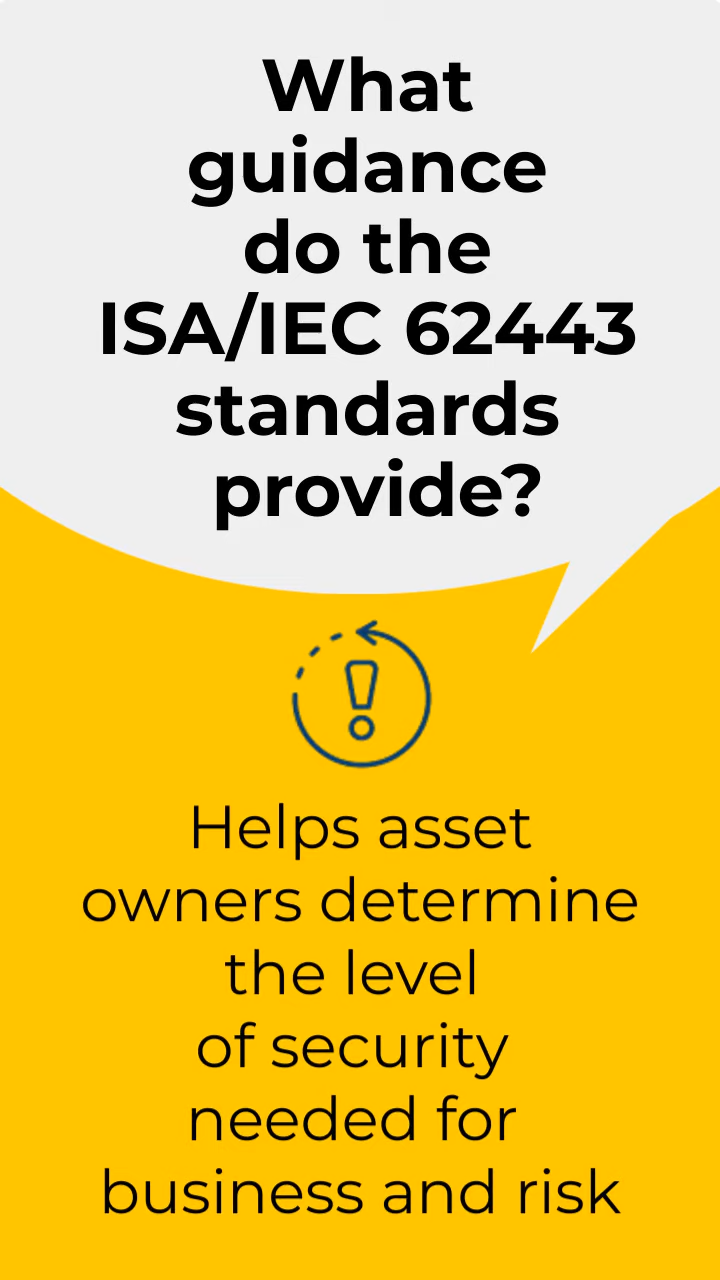 What
guidance
do the
ISA/IEC 62443
standards
provide?
Helps asset
owners determine
the level
of security
needed for
business and risk